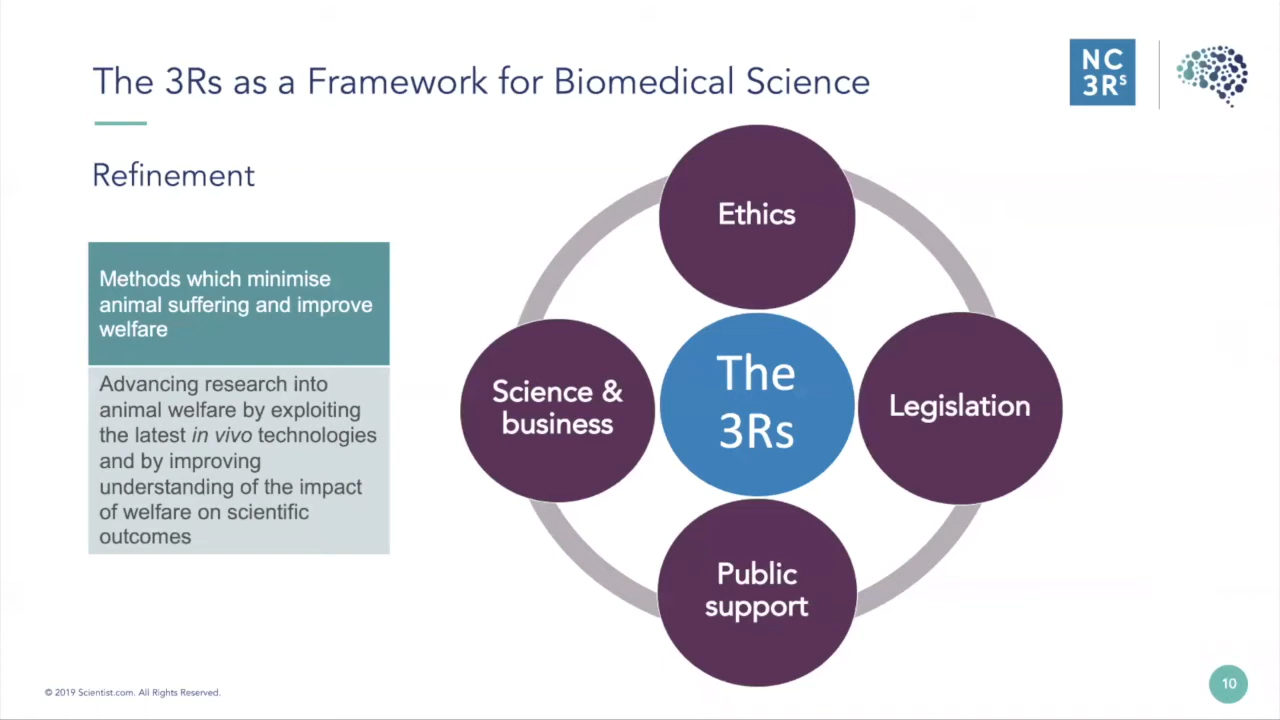 The 3Rs as a Framework for Biomedical Science
NC
3Rs
Refinement
Methods which minimise
animal suffering and improve
welfare
Advancing research into
animal welfare by exploiting
the latest in vivo technologies
and by improving
understanding of the impact
of welfare on scientific
outcomes
Ethics
Science &
business
The
3Rs
Legislation
Public
support
© 2019 Scientist.com. All Rights Reserved.
10